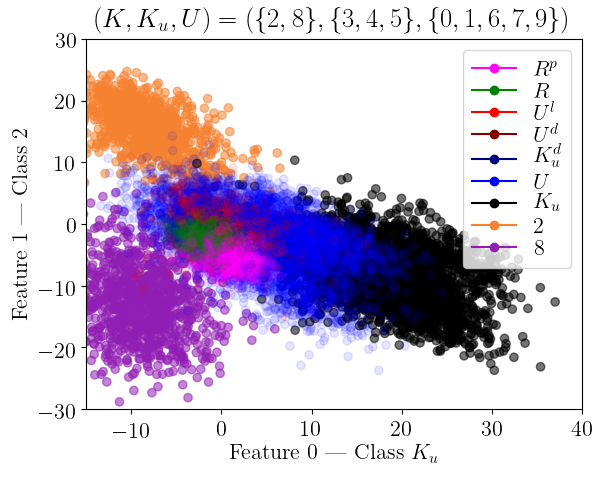 (K, K_u, U) = ({2, 8}, {3, 4, 5}, {0, 1, 6, 7, 9})
30
20
10
0
−10
−20
−30
Feature 1 — Class 2
R^p
R
U^l
U^d
K_u^d
U
K_u
2
8
−10
0
10
20
30
40
Feature 0 — Class K_u